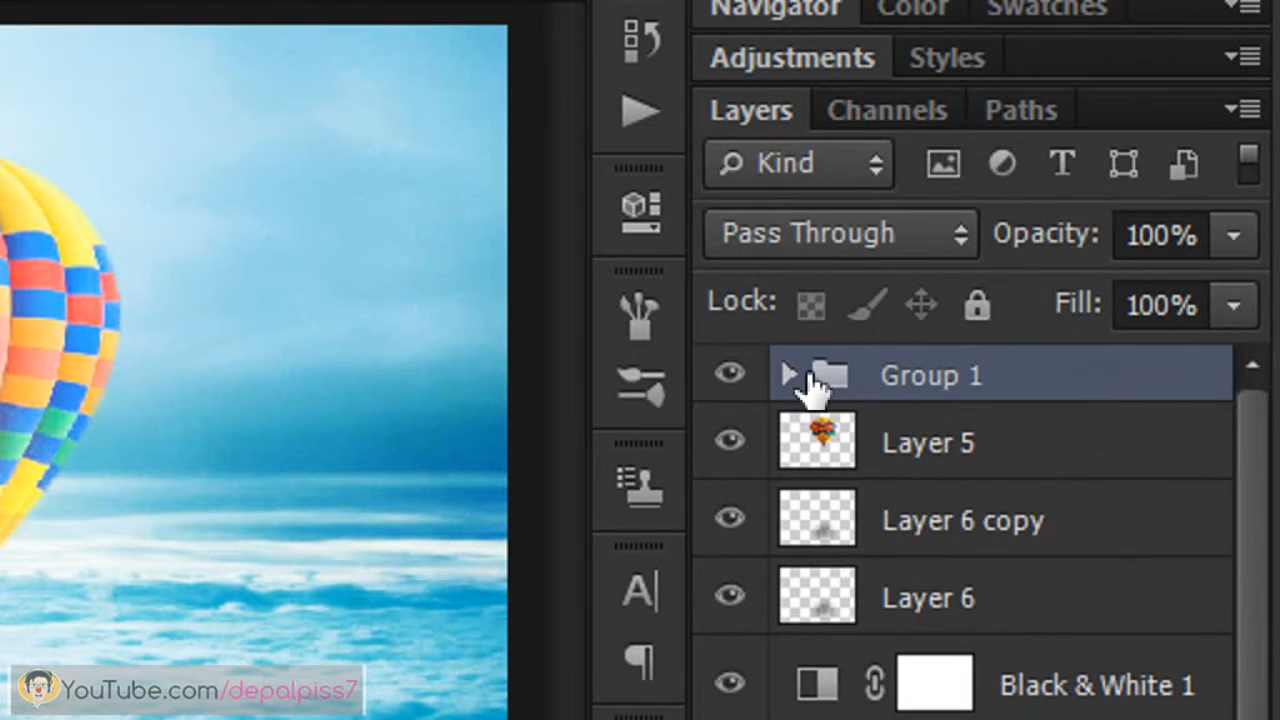 Navigator Color Swatches
Adjustments Styles
Layers Channels Paths
Kind T
Pass Through Opacity: 100%
Lock: Fill: 100%
Group 1
Layer 5
Layer 6 copy
Layer 6
A
Black & White 1
YouTube.com/depalpiss7